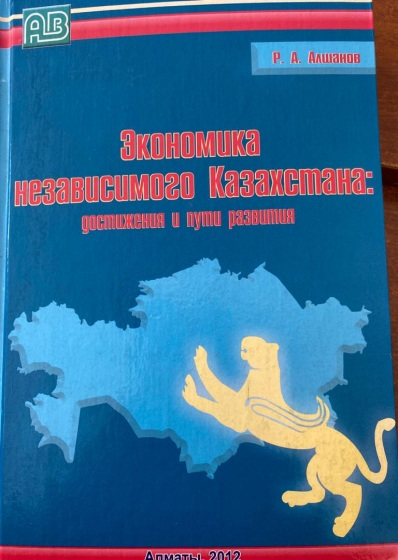 АВ
Р. А. Алшанов
Экономика
независимого Казахстана:
достижения и пути развития
Алматы, 2012